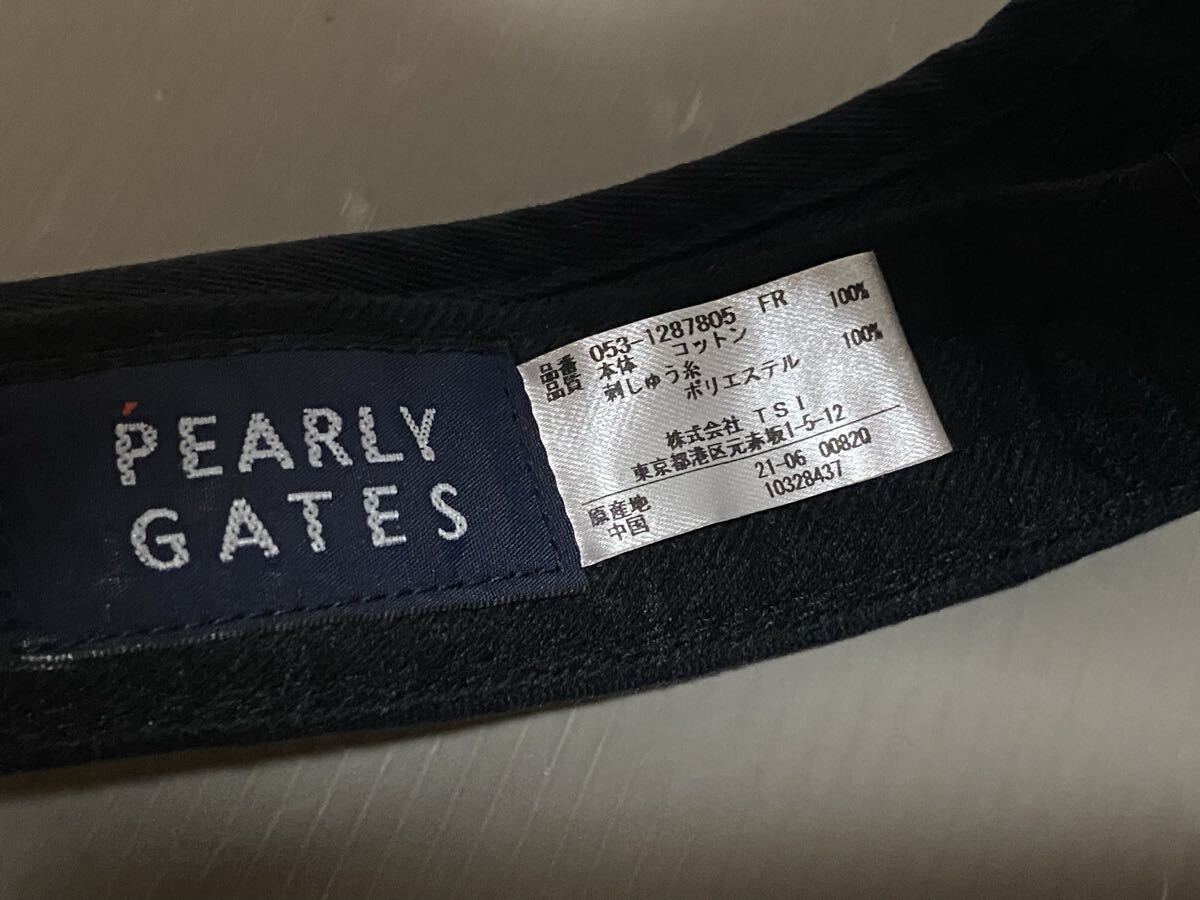 PEARLY
GATES
品番 053-1287805 FR
品質 本体 コットン 100%
刺しゅう糸
ポリエステル 100%
株式会社 TSI
東京都港区元赤坂1-5-12
21-06 0082Q
原産地 10328437
中国